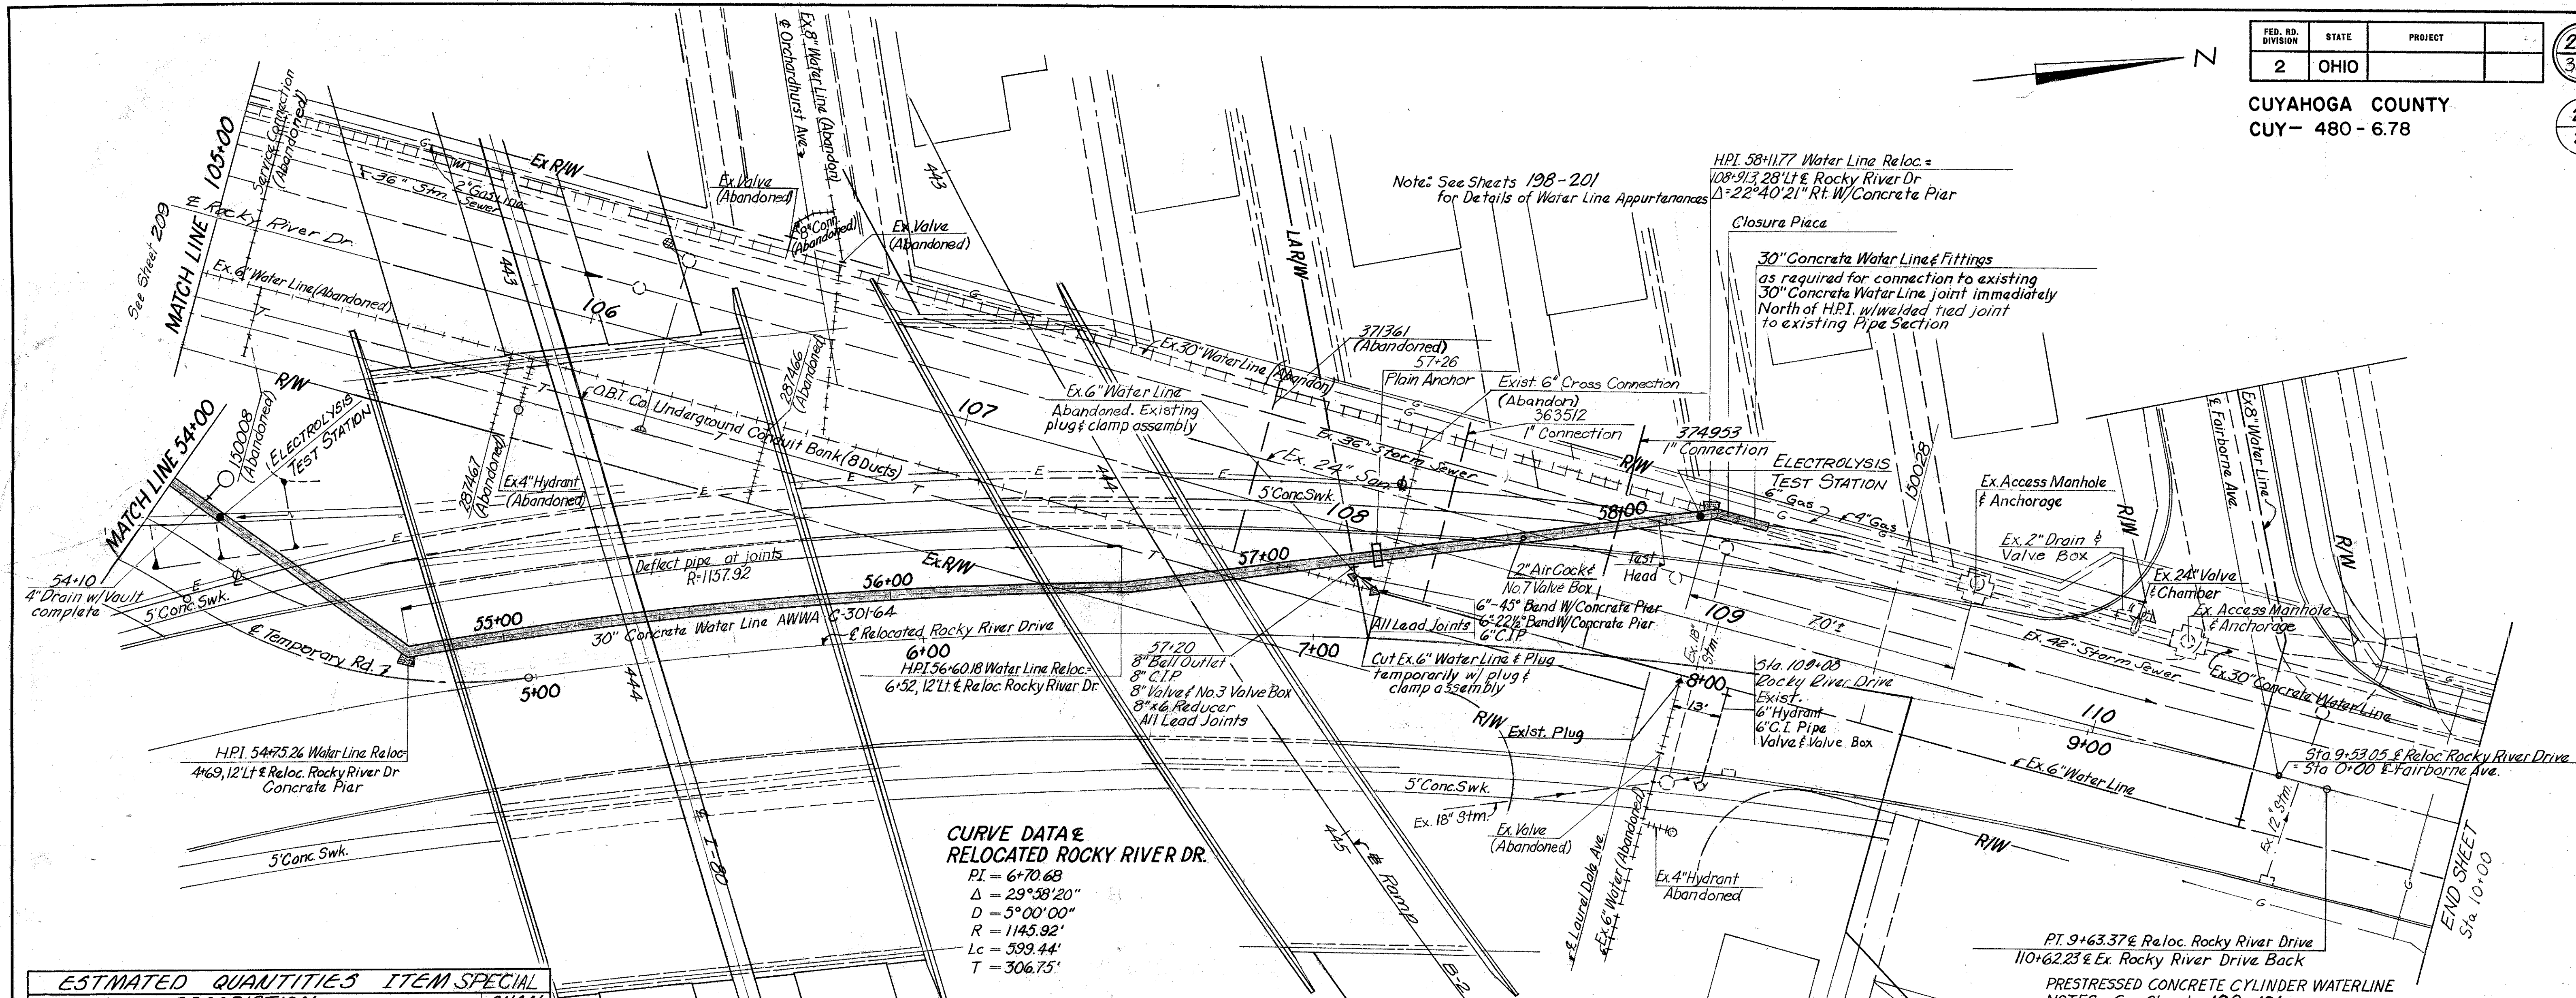 FED. RD. DIVISION STATE PROJECT
2 OHIO
CUYAHOGA COUNTY
CUY- 480 - 6.78
N
See Sheet 209
MATCH LINE 105+00
Service Connection
(Abandoned)
℄ Rocky River Dr.
36" Stm. Sewer
2" Gas Line
G
W
Ex R/W
Ex. 6" Water Line (Abandoned)
T
443
106
Ex. Valve
(Abandoned)
℄ Orchardhurst Ave.
Ex. 8" Water Line (Abandon)
8" Conn.
(Abandoned)
Ex. Valve
(Abandoned)
443
LAR/W
Note: See Sheets 198-201
for Details of Water Line Appurtenances
H.P.I. 58+11.77 Water Line Reloc. =
108+91.3, 28' Lt ℄ Rocky River Dr
Δ=22°40'21" Rt. W/Concrete Pier
Closure Piece
30" Concrete Water Line & Fittings
as required for connection to existing
30" Concrete Water Line joint immediately
North of H.P.I. w/welded tied joint
to existing Pipe Section
371361
(Abandoned)
57+26
Plain Anchor
Exist. 6" Cross Connection
(Abandon)
363512
1" Connection
374953
1" Connection
Ex. 30" Water Line (Abandon)
Ex. 6" Water Line
Abandoned. Existing
plug & clamp assembly
287466
(Abandoned)
O.B.T. Co. Underground Conduit Bank (8 Ducts)
107
Ex. 36" Storm Sewer
Ex. 24" San.
R/W
ELECTROLYSIS
TEST STATION
150028
6" Gas
4" Gas
Ex. Access Manhole
& Anchorage
Ex. 2" Drain &
Valve Box
R/W
℄ Fairborne Ave.
Ex 8" Water Line
R/W
Ex. 24" Valve
& Chamber
Ex. Access Manhole
& Anchorage
MATCH LINE 54+00
R/W
150008
(Abandoned)
ELECTROLYSIS
TEST STATION
287467
(Abandoned)
Ex. 4" Hydrant
(Abandoned)
E
444
5' Conc. Swk.
108
57+00
58+00
Test
Head
54+10
4" Drain w/Vault
complete
5' Conc. Swk.
Deflect pipe at joints
R=1157.92
Ex R/W
56+00
55+00
30" Concrete Water Line AWWA C-301-64
℄ Relocated Rocky River Drive
6+00
℄ Temporary Rd.
5+00
2" Air Cock &
No. 7 Valve Box
6"-45° Bend W/Concrete Pier
6"-22½° Bend W/Concrete Pier
6" C.I.P.
All Lead Joints
109
70'±
Ex. 42" Storm Sewer
Ex. 30" Concrete Water Line
H.P.I. 56+60.18 Water Line Reloc.=
6+52, 12' Lt. ℄ Reloc. Rocky River Dr.
57+20
8" Bell Outlet
8" C.I.P.
8" Valve & No. 3 Valve Box
8"x6 Reducer
All Lead Joints
7+00
Cut Ex. 6" Water Line & Plug
temporarily w/ plug &
clamp assembly
Ex. 18"
Stm.
8+00
13'
Sta. 109+08
Rocky River Drive
Exist.
6" Hydrant
6" C.I. Pipe
Valve & Valve Box
R/W
Exist. Plug
444
110
9+00
Ex. 6" Water Line
Sta 9+53.05 ℄ Reloc. Rocky River Drive
= Sta 0+00 ℄ Fairborne Ave.
H.P.I. 54+75.26 Water Line Reloc=
4+69, 12' Lt ℄ Reloc. Rocky River Dr
Concrete Pier
5' Conc. Swk.
℄ I-80
5' Conc. Swk.
Ex. 18" Stm.
Ex. Valve
(Abandoned)
445
℄ Ramp
B-2
℄ Laurel Dale Ave.
Ex. 6" Water (Abandoned)
Ex. 4" Hydrant
Abandoned
R/W
Ex. 12" Stm.
G
END SHEET
Sta. 10+00
CURVE DATA ℄
RELOCATED ROCKY RIVER DR.
P.I. = 6+70.68
Δ = 29°58'20"
D = 5°00'00"
R = 1145.92'
Lc = 599.44'
T = 306.75'
P.T. 9+63.37 ℄ Reloc. Rocky River Drive
110+62.23 ℄ Ex. Rocky River Drive Back
PRESTRESSED CONCRETE CYLINDER WATERLINE
ESTMATED QUANTITIES ITEM SPECIAL